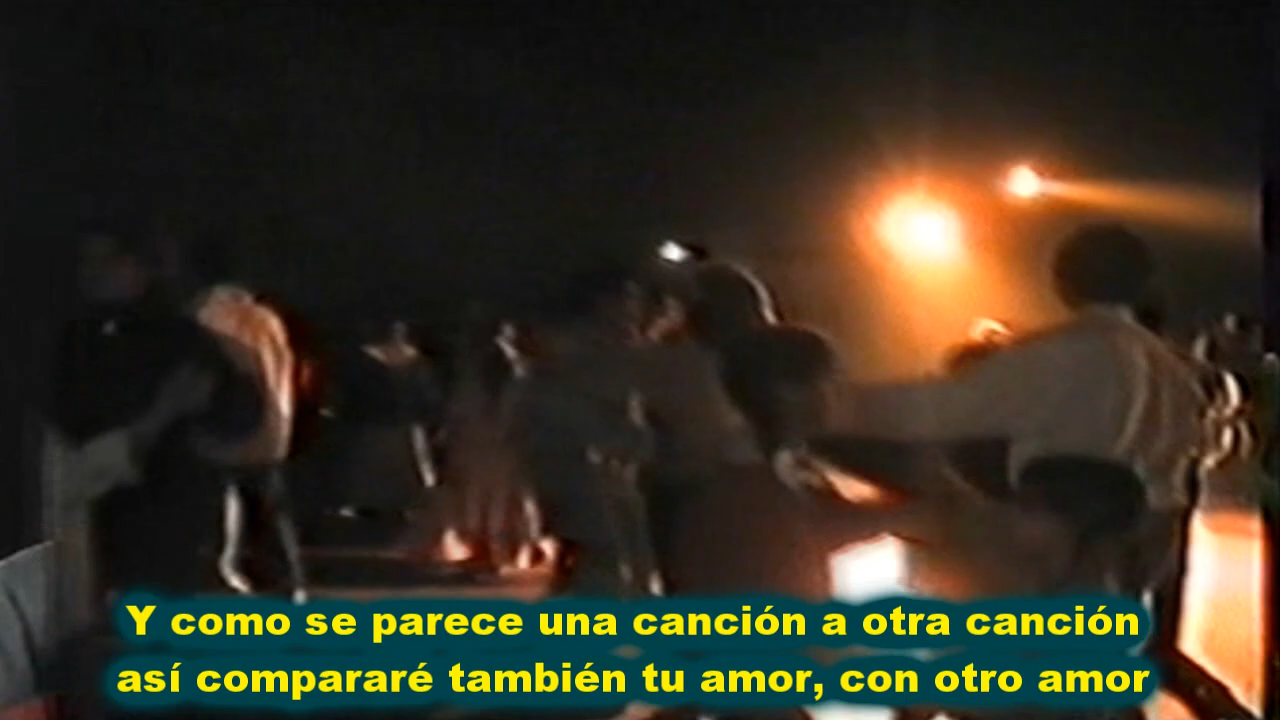 Y como se parece una canción a otra canción
así compararé también tu amor, con otro amor